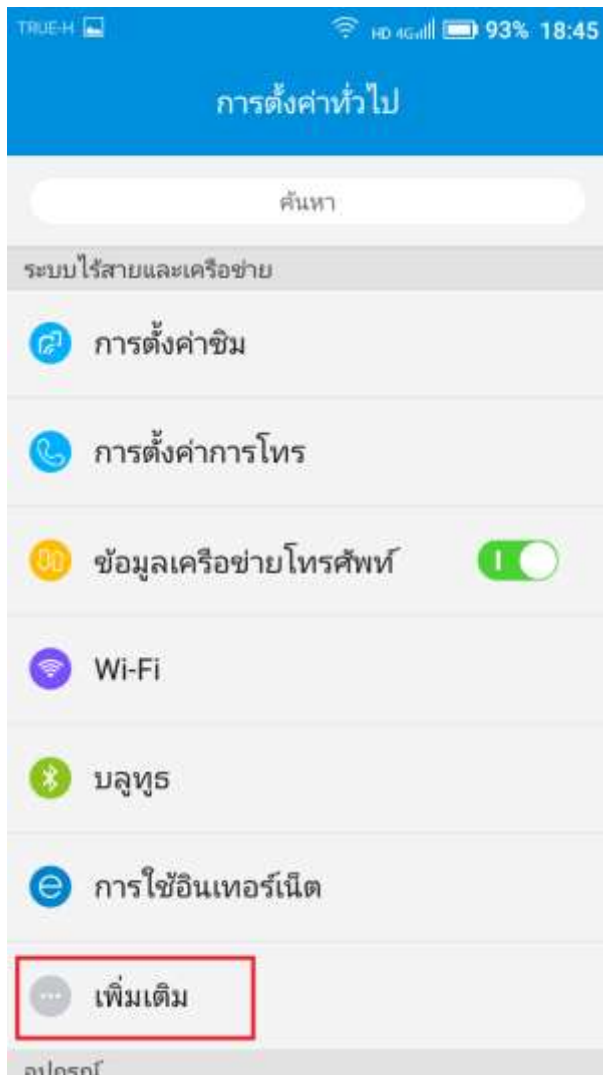 TRUE-H HD 4G 93% 18:45
การตั้งค่าทั่วไป
ค้นหา
ระบบไร้สายและเครือข่าย
การตั้งค่าซิม
การตั้งค่าการโทร
ข้อมูลเครือข่ายโทรศัพท์
Wi-Fi
บลูทูธ
การใช้อินเทอร์เน็ต
เพิ่มเติม
อุปกรณ์